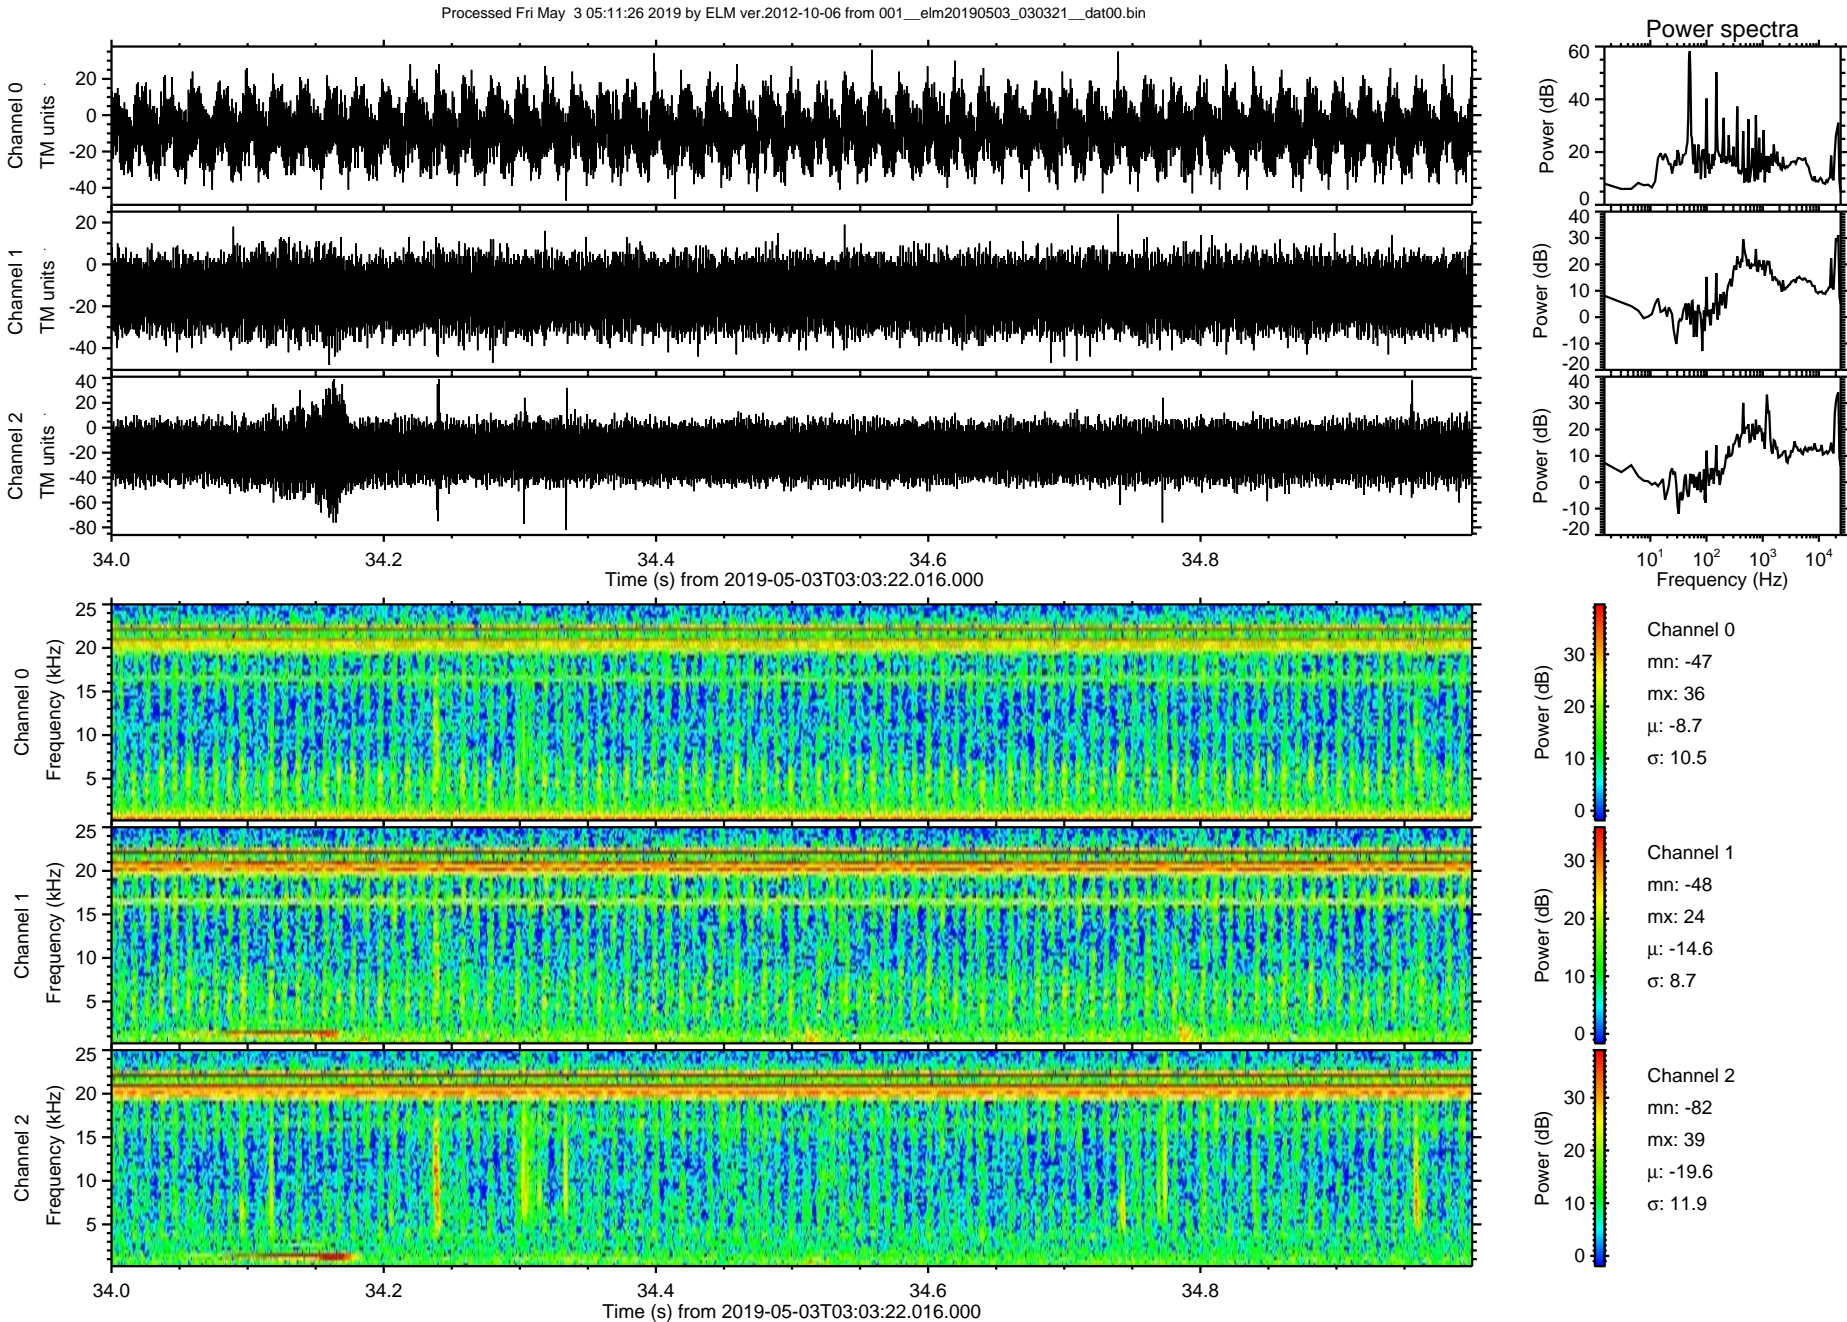 Processed Fri May  3 05:11:26 2019 by ELM ver.2012-10-06 from 001__elm20190503_030321__dat00.bin
Power spectra
Channel 0
TM units
20
0
-20
-40
Power (dB)
60
40
20
0
Channel 1
TM units
20
0
-20
-40
Power (dB)
40
30
20
10
0
-10
-20
Channel 2
TM units
40
20
0
-20
-40
-60
-80
Power (dB)
40
30
20
10
0
-10
-20
34.0 34.2 34.4 34.6 34.8
Time (s) from 2019-05-03T03:03:22.016.000
10¹ 10² 10³ 10⁴
Frequency (Hz)
Channel 0
Frequency (kHz)
25
20
15
10
5
Power (dB)
30
20
10
0
Channel 0
mn: -47
mx: 36
μ: -8.7
σ: 10.5
Channel 1
Frequency (kHz)
25
20
15
10
5
Power (dB)
30
20
10
0
Channel 1
mn: -48
mx: 24
μ: -14.6
σ: 8.7
Channel 2
Frequency (kHz)
25
20
15
10
5
Power (dB)
30
20
10
0
Channel 2
mn: -82
mx: 39
μ: -19.6
σ: 11.9
34.0 34.2 34.4 34.6 34.8
Time (s) from 2019-05-03T03:03:22.016.000